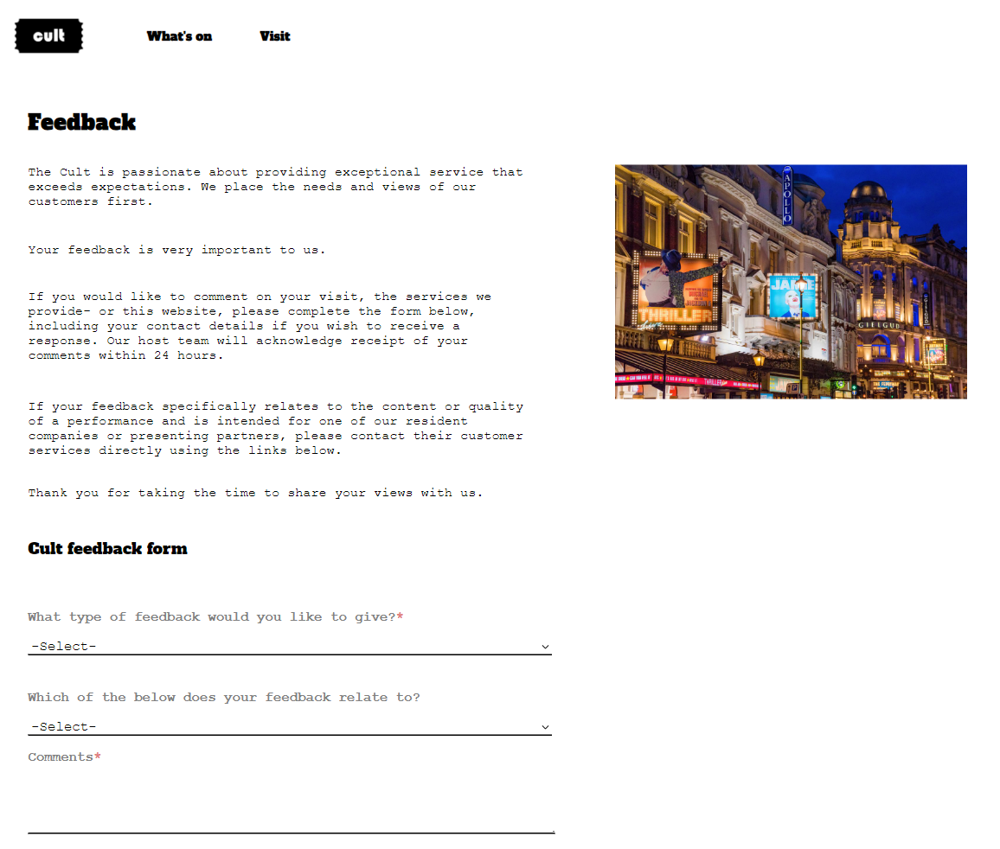 cult
What's on
Visit
Feedback
The Cult is passionate about providing exceptional service that
exceeds expectations. We place the needs and views of our
customers first.
Your feedback is very important to us.
If you would like to comment on your visit, the services we
provide- or this website, please complete the form below,
including your contact details if you wish to receive a
response. Our host team will acknowledge receipt of your
comments within 24 hours.
If your feedback specifically relates to the content or quality
of a performance and is intended for one of our resident
companies or presenting partners, please contact their customer
services directly using the links below.
Thank you for taking the time to share your views with us.
APOLLO
THRILLER
Live
JAMIE
GIELGUD
THRILLER
Cult feedback form
What type of feedback would you like to give?*
-Select-
Which of the below does your feedback relate to?
-Select-
Comments*